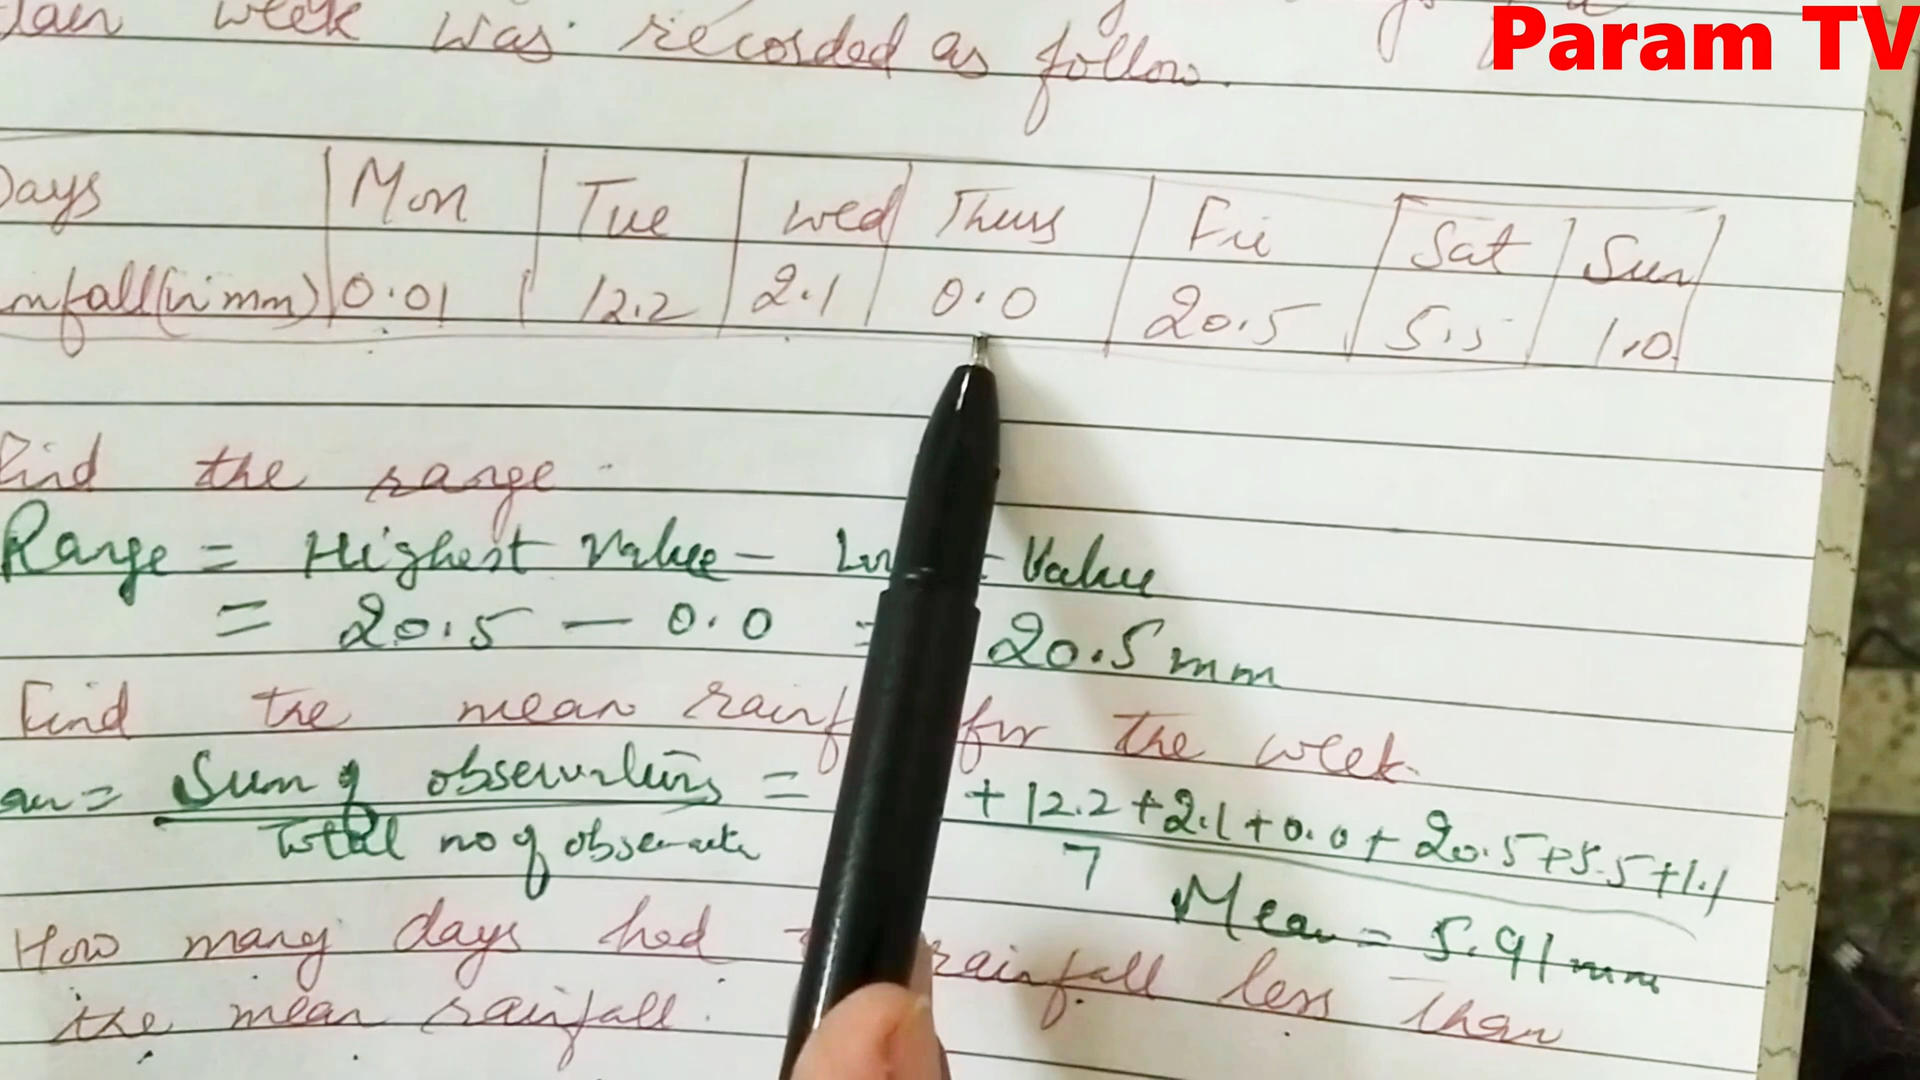 Param TV
week was recorded as follow.
Days Mon Tue wed Thurs Fri Sat Sun
nfall(in mm) 0.01 12.2 2.1 0.0 20.5 5.5 1.0
Find the range
Range = Highest Value - Value
= 20.5 - 0.0 = 20.5 mm
Find the mean rainf for the week.
an = Sum of observations = + 12.2 + 2.1 + 0.0 + 20.5 + 5.5 + 1.1
Total no of 7
Mean = 5.91 mm
How many days had rainfall less than
the mean rainfall.